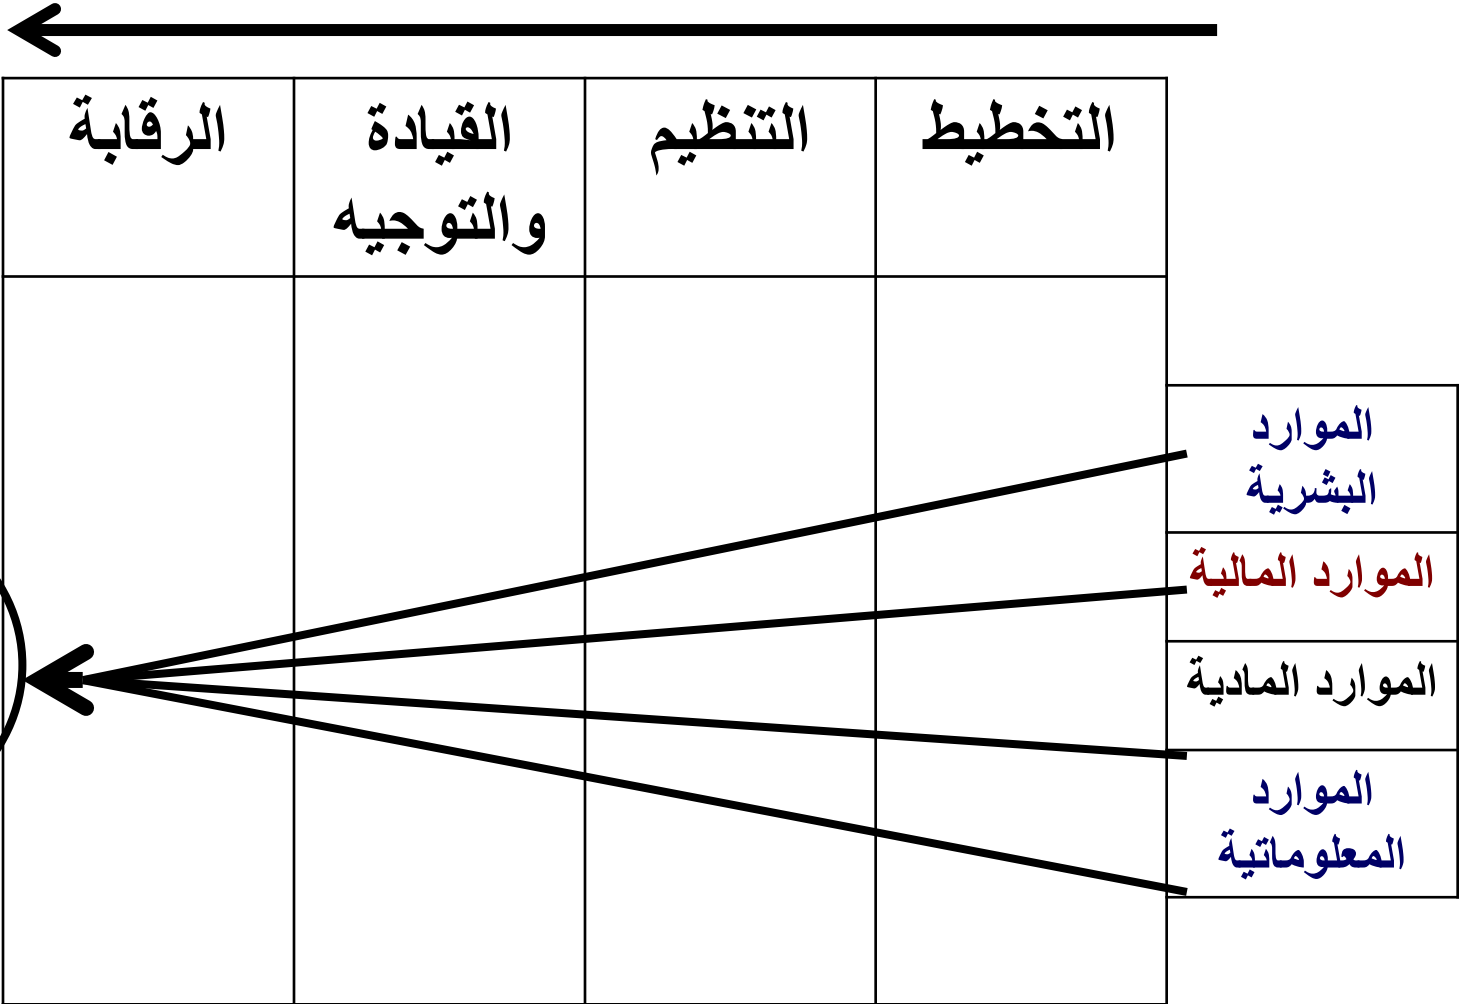 التخطيط
التنظيم
القيادة
والتوجيه
الرقابة
الموارد
البشرية
الموارد المالية
الموارد المادية
الموارد
المعلوماتية